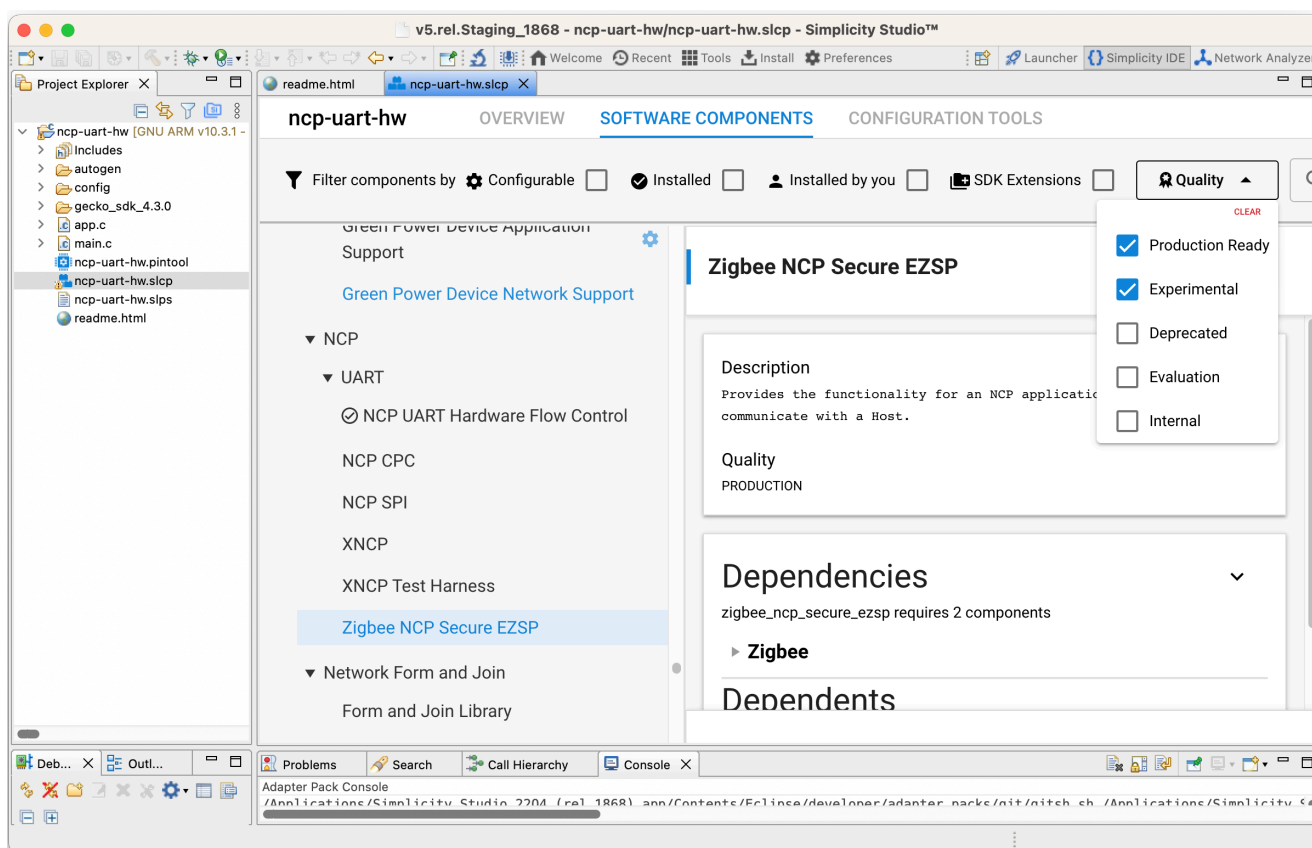 v5.rel.Staging_1868 - ncp-uart-hw/ncp-uart-hw.slcp - Simplicity Studio™
Welcome Recent Tools Install Preferences Launcher Simplicity IDE Network Analyzer
Project Explorer
ncp-uart-hw [GNU ARM v10.3.1 -
Includes
autogen
config
gecko_sdk_4.3.0
app.c
main.c
ncp-uart-hw.pintool
ncp-uart-hw.slcp
ncp-uart-hw.slps
readme.html
readme.html ncp-uart-hw.slcp
ncp-uart-hw OVERVIEW SOFTWARE COMPONENTS CONFIGURATION TOOLS
Filter components by Configurable Installed Installed by you SDK Extensions Quality
CLEAR
Production Ready
Experimental
Deprecated
Evaluation
Internal
Green Power Device Application
Support
Green Power Device Network Support
NCP
UART
NCP UART Hardware Flow Control
NCP CPC
NCP SPI
XNCP
XNCP Test Harness
Zigbee NCP Secure EZSP
Network Form and Join
Form and Join Library
Zigbee NCP Secure EZSP
Description
Provides the functionality for an NCP applicatio
communicate with a Host.
Quality
PRODUCTION
Dependencies
zigbee_ncp_secure_ezsp requires 2 components
Zigbee
Dependents
Deb... Outl...
Problems Search Call Hierarchy Console
Adapter Pack Console
/Applications/Simplicity Studio 2204 (rel 1868).app/Contents/Eclipse/developer/adapter_packs/git/gitsh.sh /Applications/Simplicity